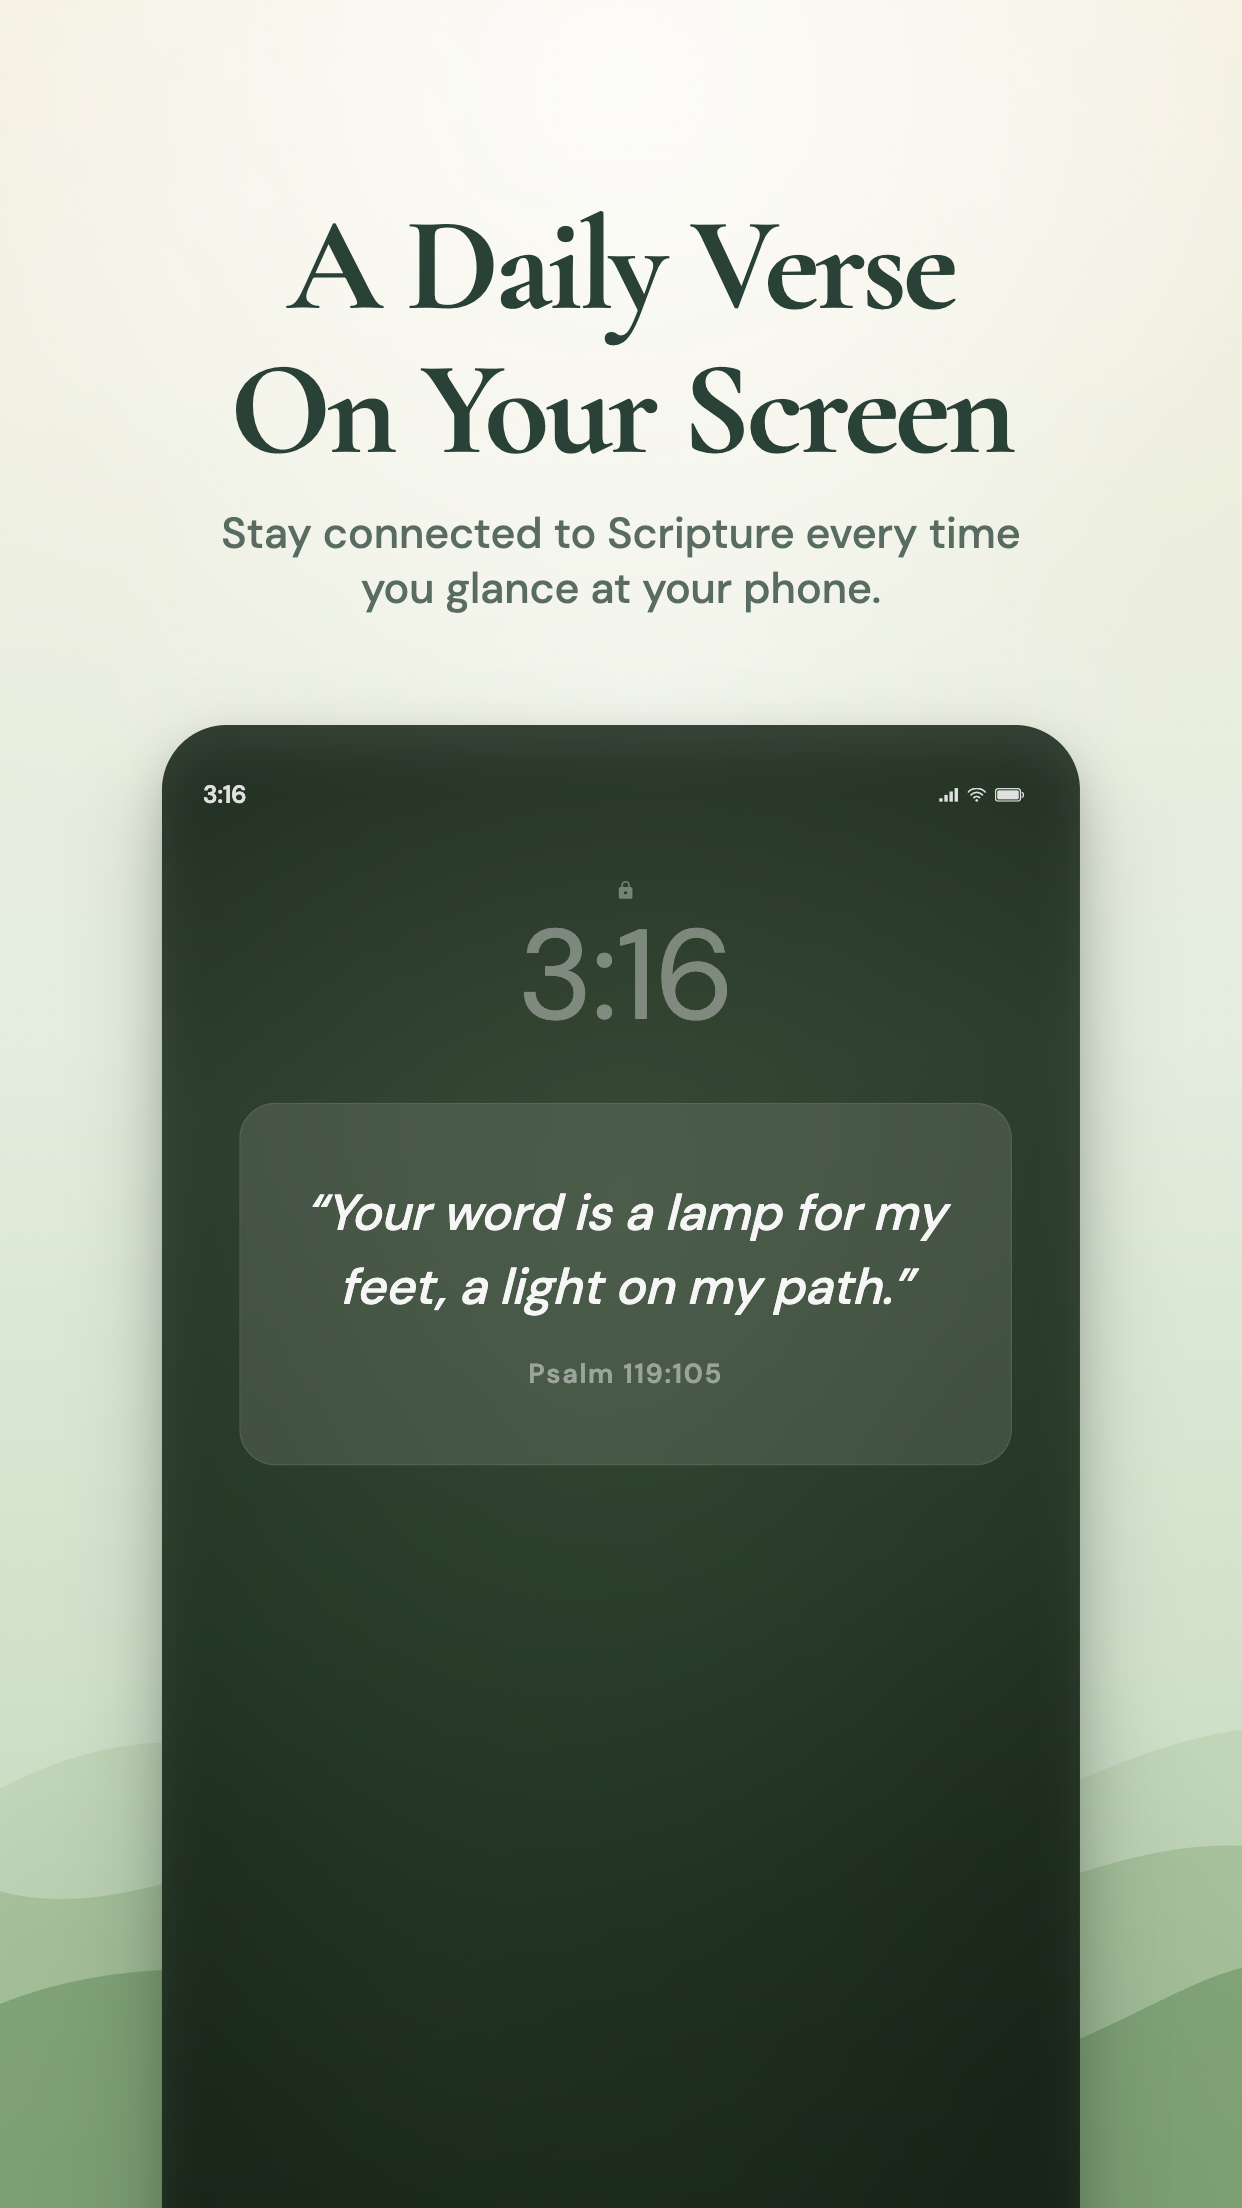 A Daily Verse
On Your Screen
Stay connected to Scripture every time
you glance at your phone.
3:16
3:16
“Your word is a lamp for my
feet, a light on my path.”
Psalm 119:105